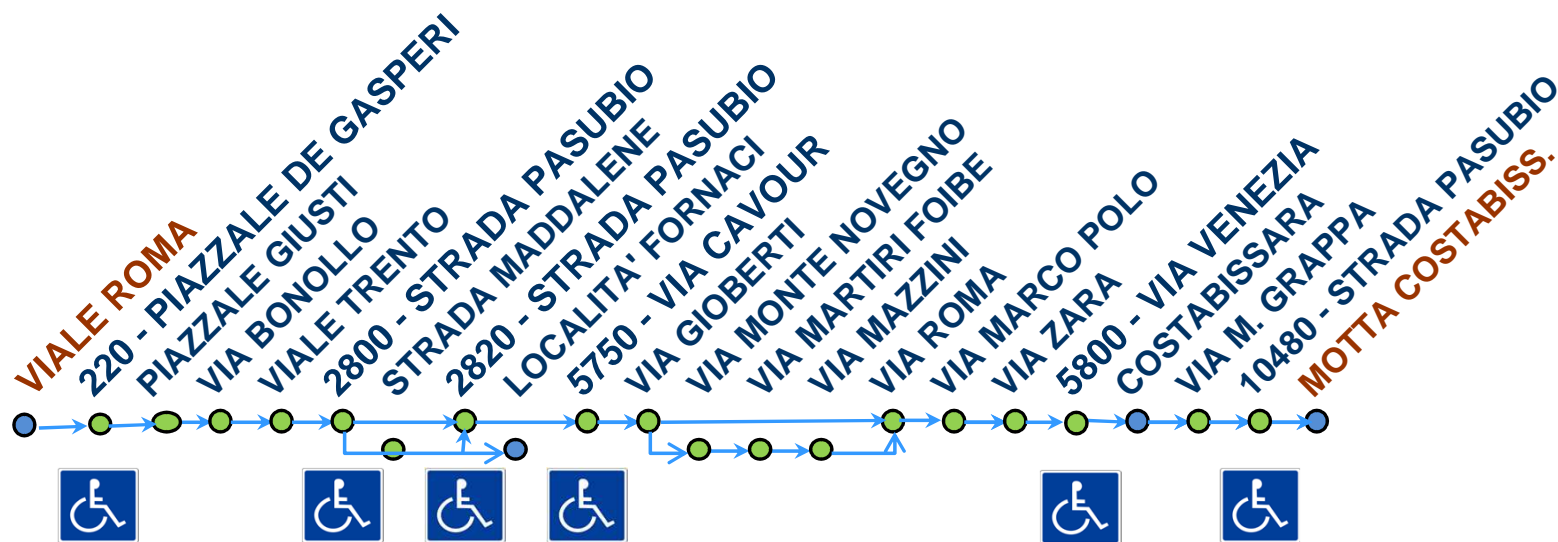 VIALE ROMA
220 - PIAZZALE DE GASPERI
PIAZZALE GIUSTI
VIA BONOLLO
VIALE TRENTO
2800 - STRADA PASUBIO
STRADA MADDALENE
2820 - STRADA PASUBIO
LOCALITA' FORNACI
5750 - VIA CAVOUR
VIA GIOBERTI
VIA MONTE NOVEGNO
VIA MARTIRI FOIBE
VIA MAZZINI
VIA ROMA
VIA MARCO POLO
VIA ZARA
5800 - VIA VENEZIA
COSTABISSARA
VIA M. GRAPPA
10480 - STRADA PASUBIO
MOTTA COSTABISS.